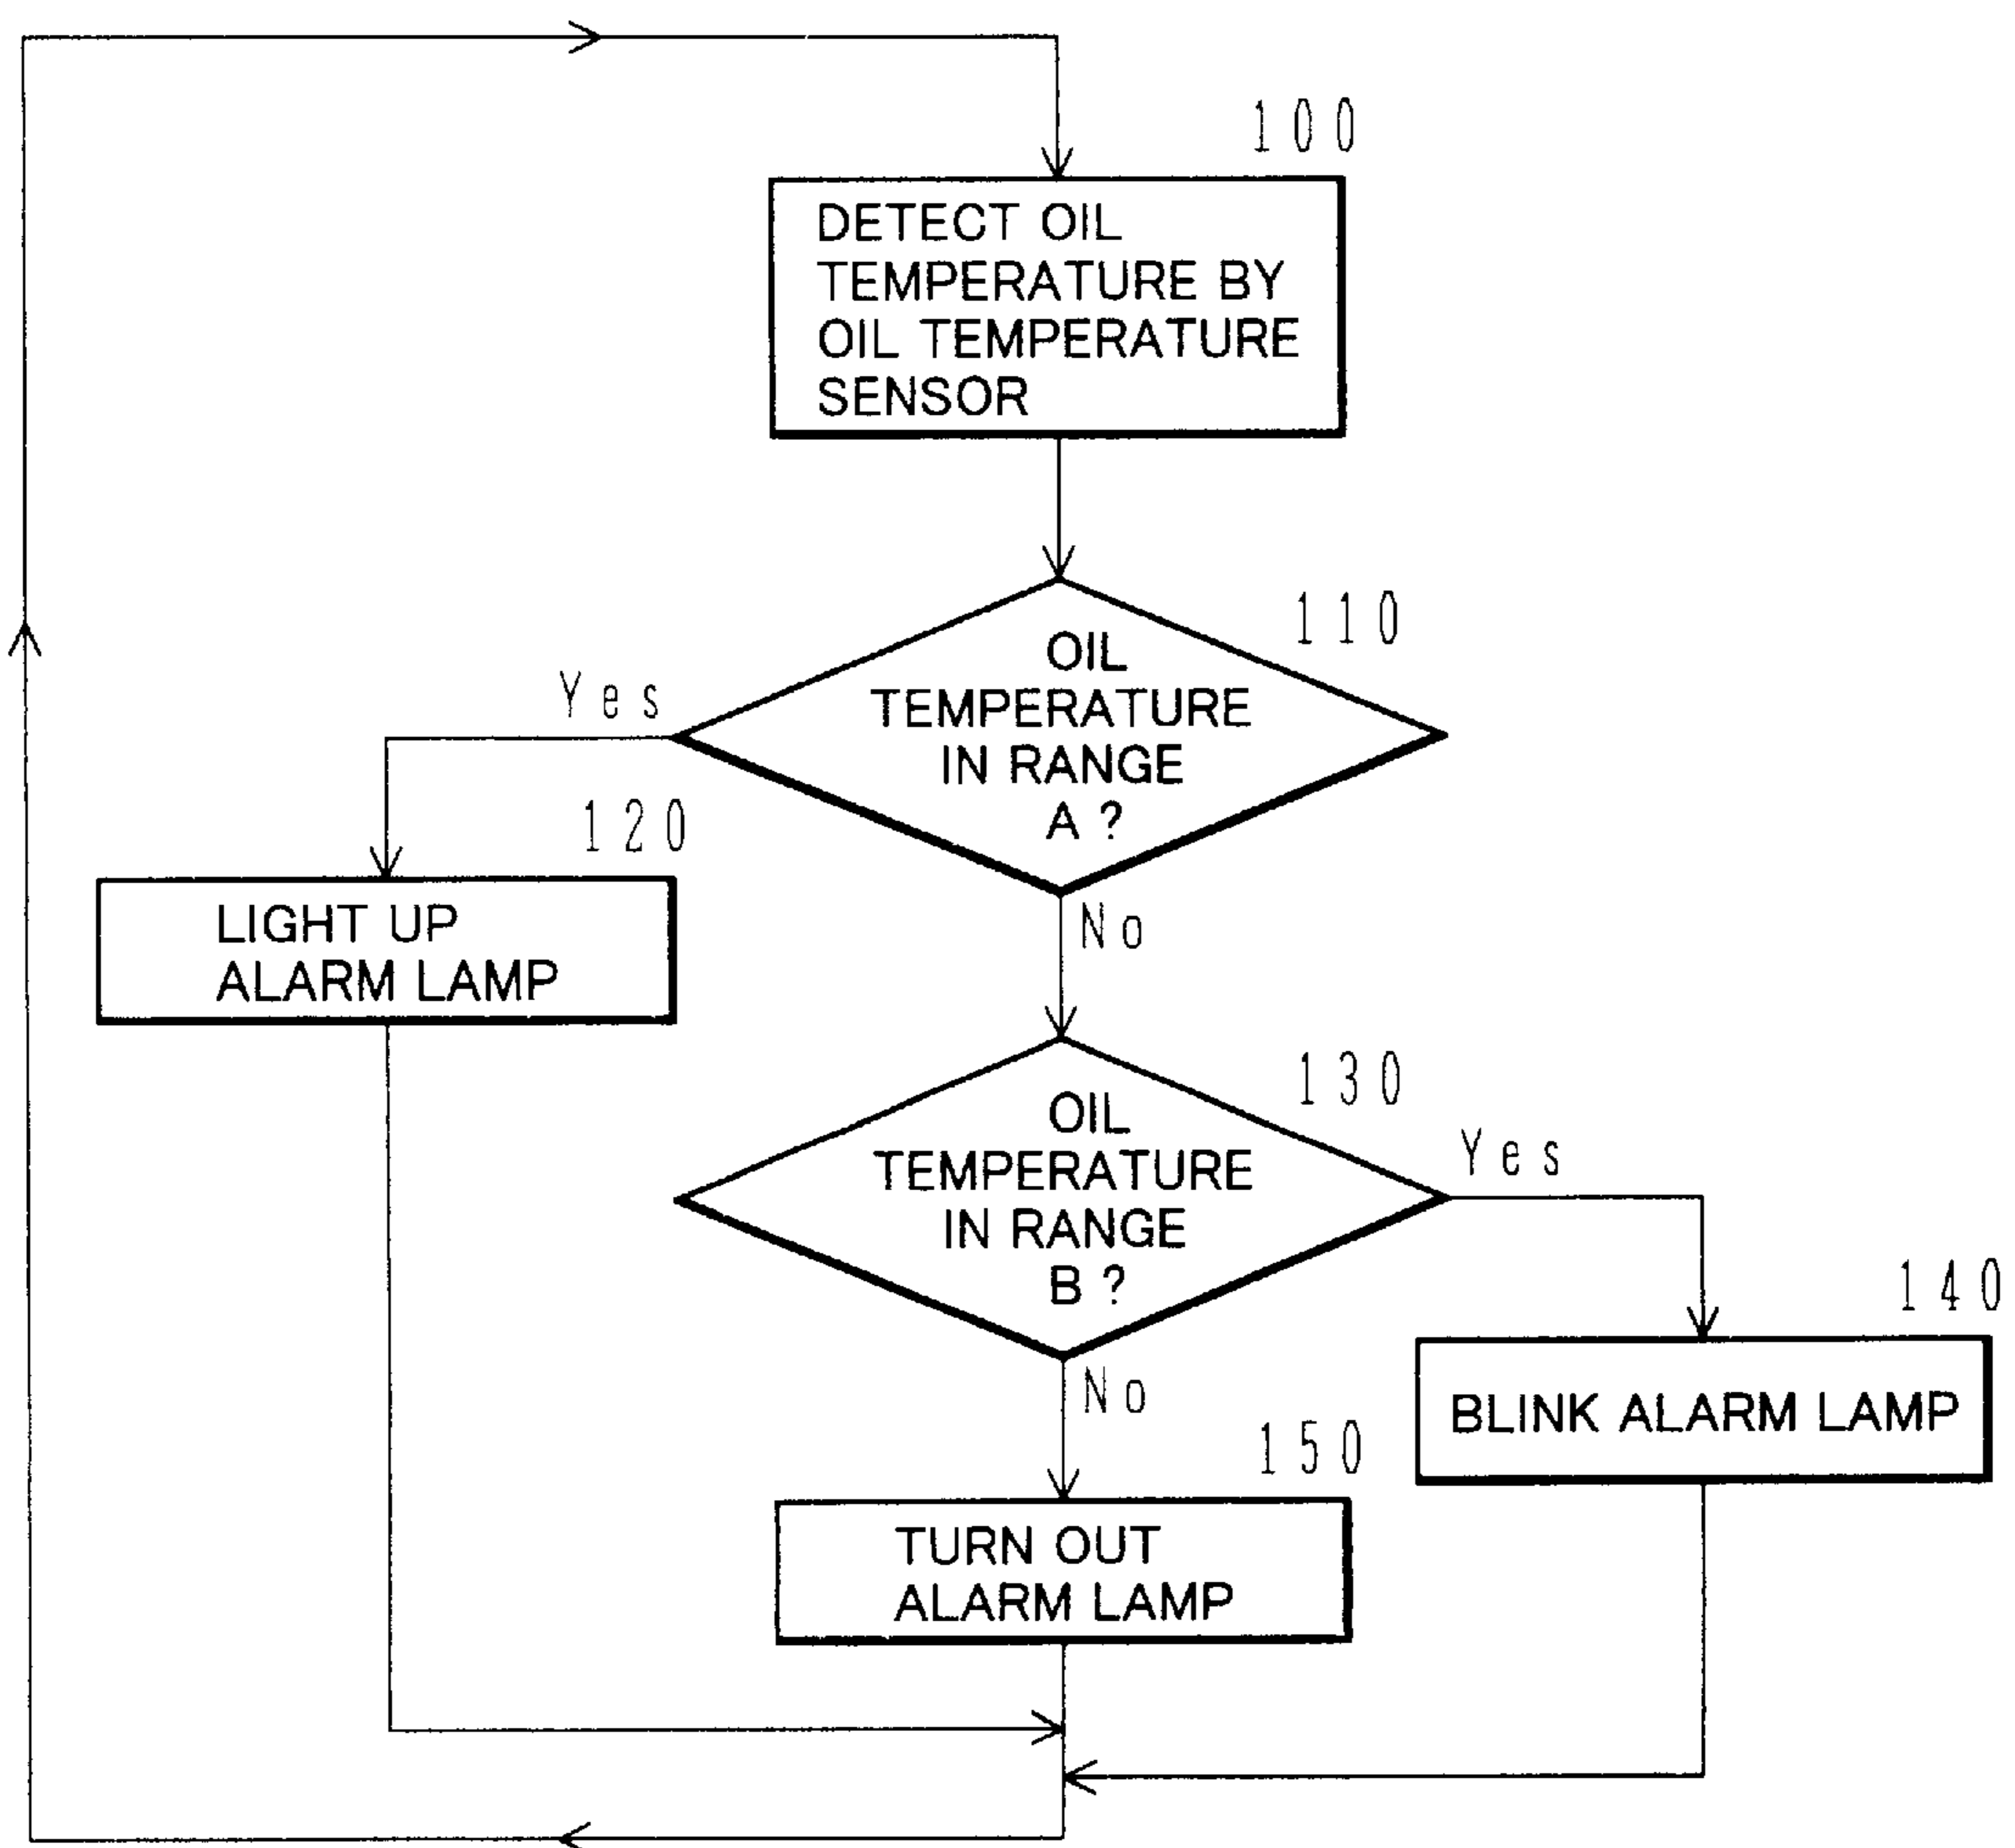 100
DETECT OIL
TEMPERATURE BY
OIL TEMPERATURE
SENSOR
110
OIL
TEMPERATURE
IN RANGE
A ?
Yes
120
LIGHT UP
ALARM LAMP
No
130
OIL
TEMPERATURE
IN RANGE
B ?
Yes
140
BLINK ALARM LAMP
No
150
TURN OUT
ALARM LAMP